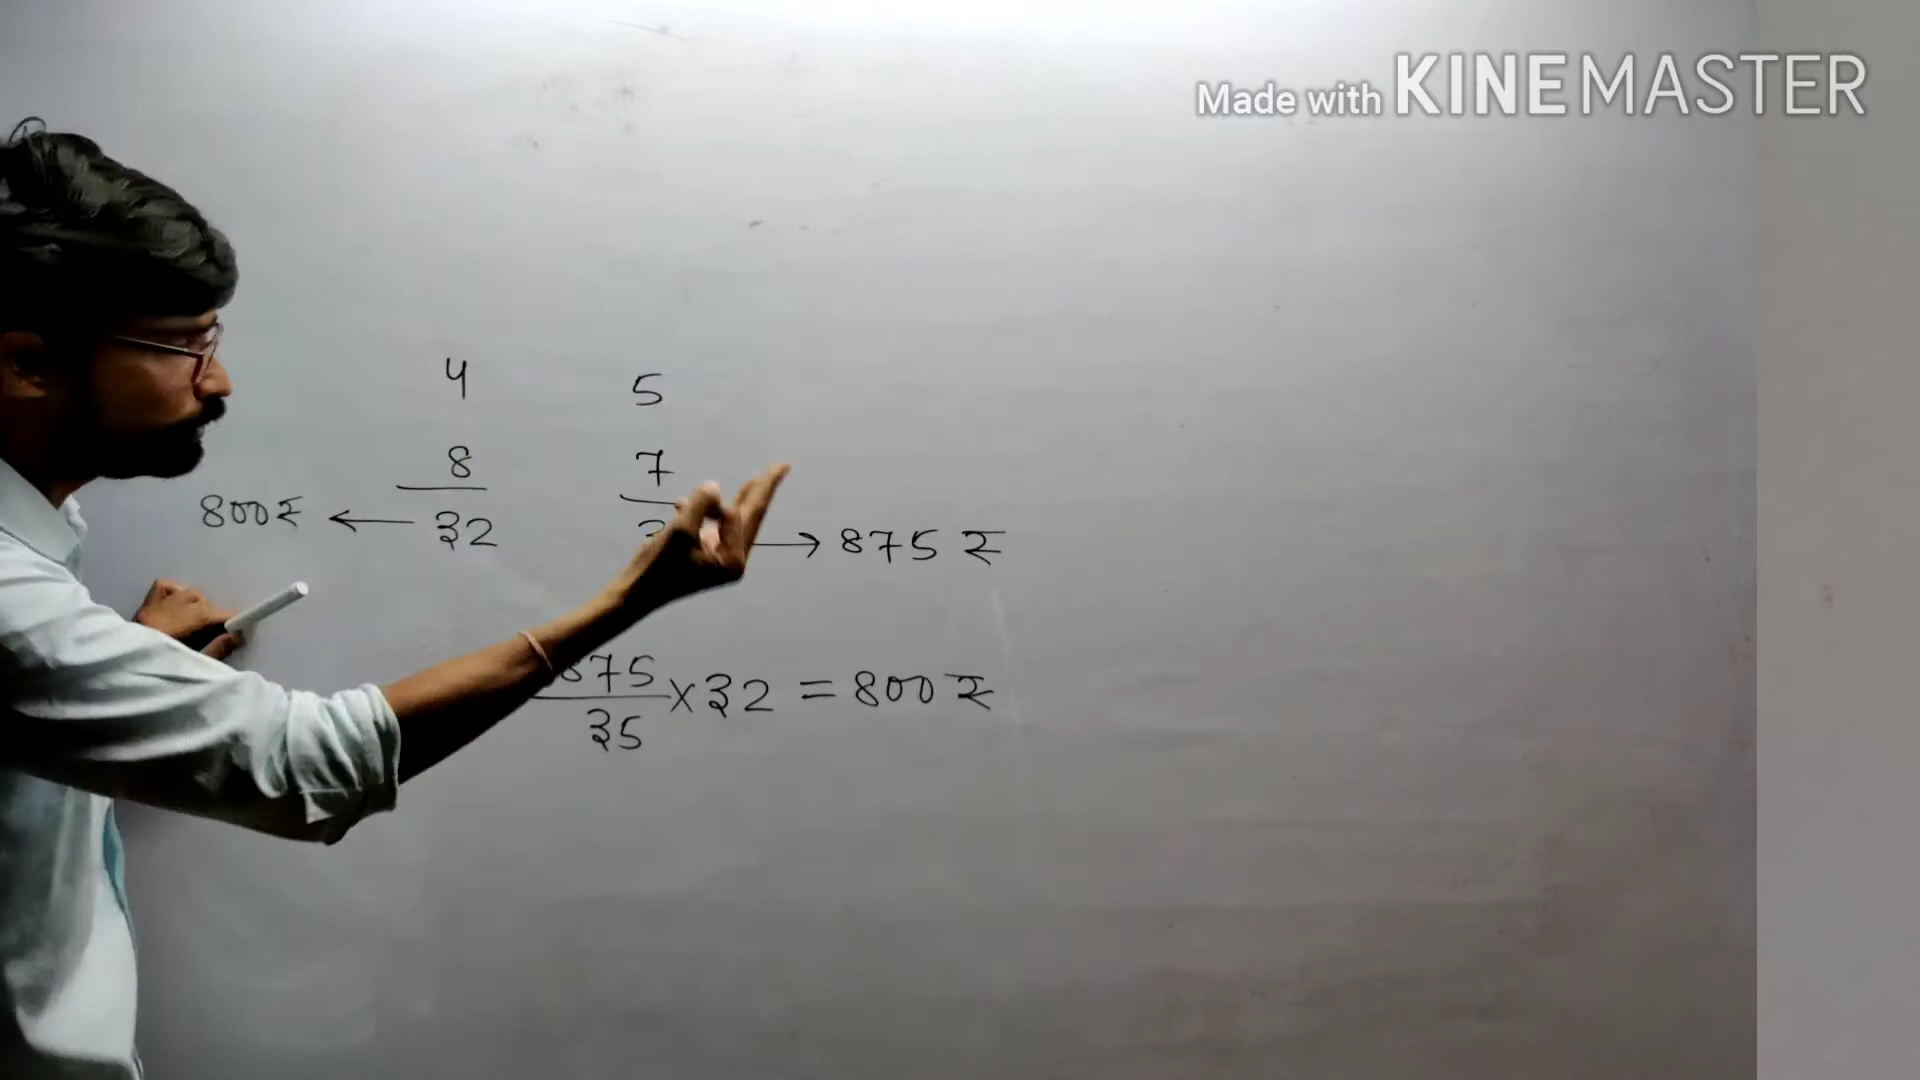 Made with KINEMASTER
4 5
8 7
800₹ ← 32 → 875 ₹
875
35 × 32 = 800 ₹